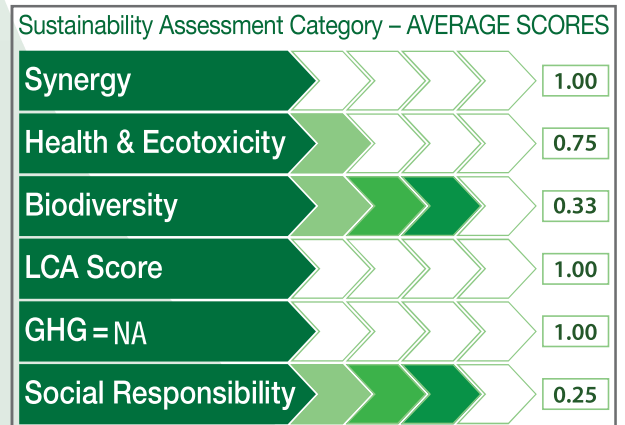 Sustainability Assessment Category – AVERAGE SCORES
Synergy 1.00
Health & Ecotoxicity 0.75
Biodiversity 0.33
LCA Score 1.00
GHG = NA 1.00
Social Responsibility 0.25